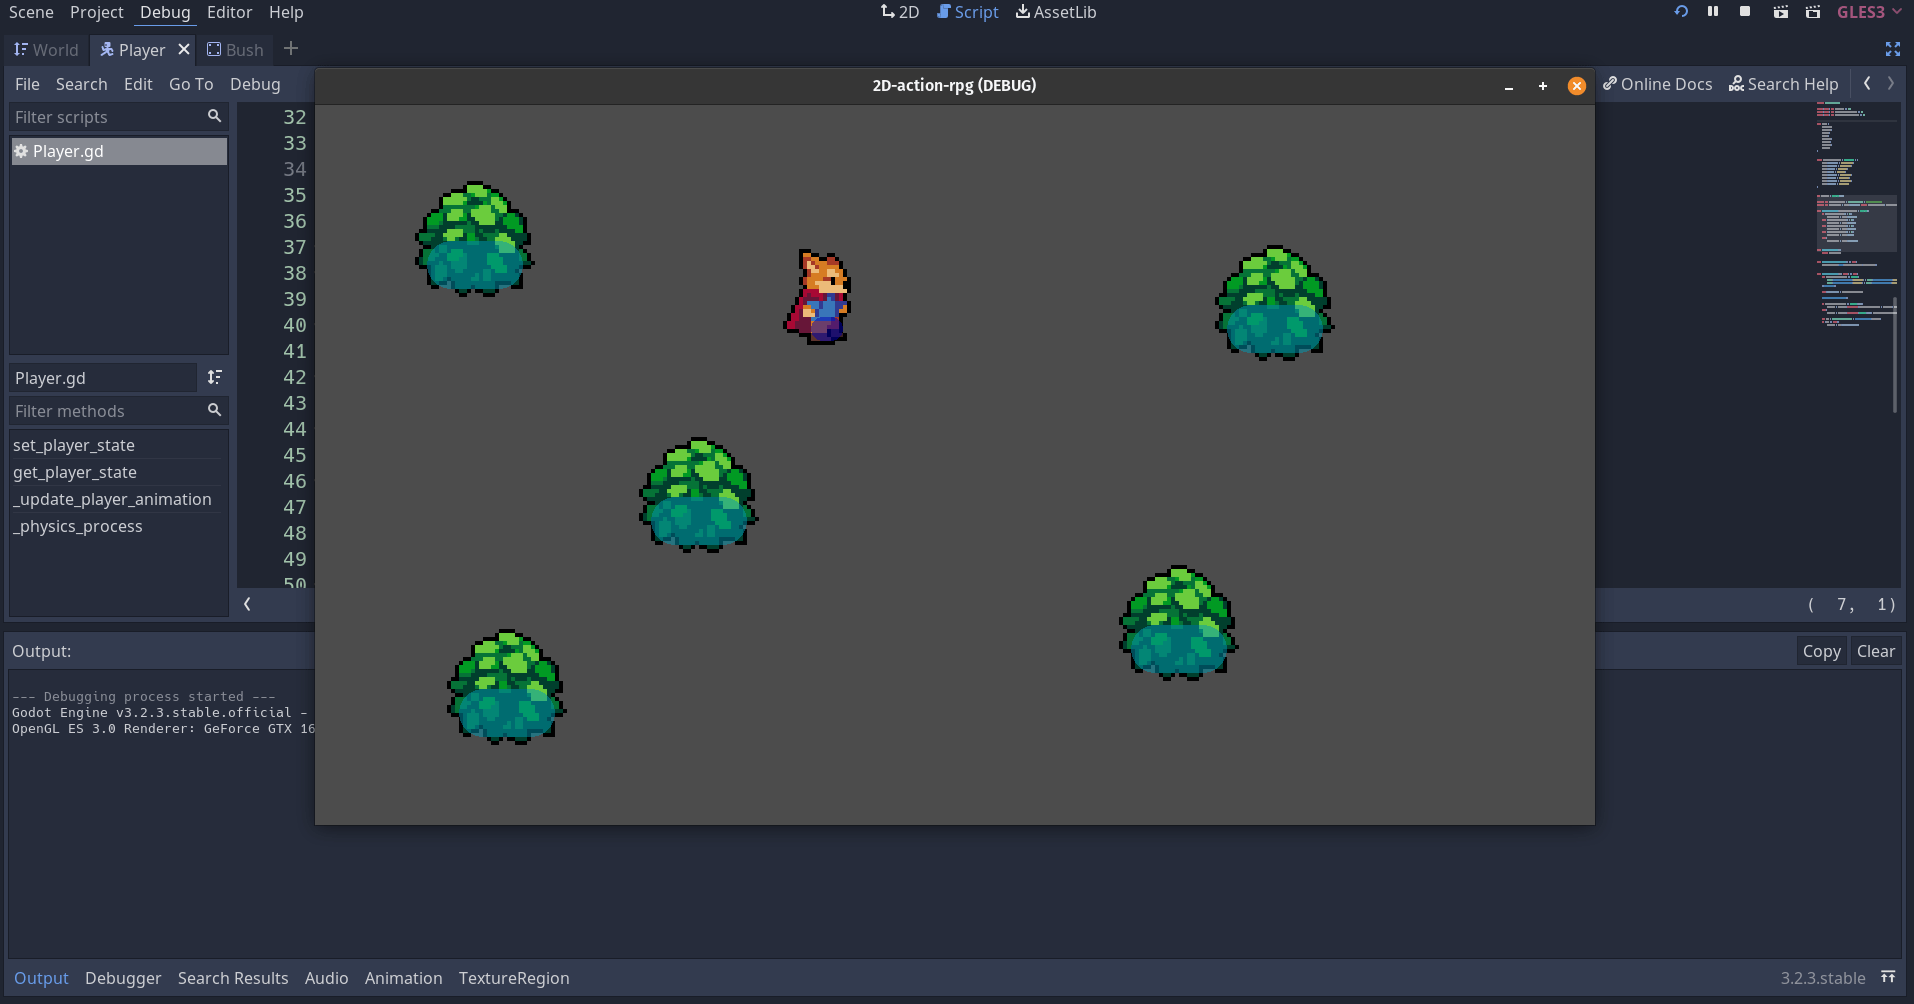 Scene Project Debug Editor Help 2D Script AssetLib GLES3
World Player Bush
File Search Edit Go To Debug 2D-action-rpg (DEBUG) Online Docs Search Help
Filter scripts
Player.gd
Player.gd
Filter methods
set_player_state
get_player_state
_update_player_animation
_physics_process
32
33
34
35
36
37
38
39
40
41
42
43
44
45
46
47
48
49
50
( 7, 1)
Output: Copy Clear
--- Debugging process started ---
Godot Engine v3.2.3.stable.official -
OpenGL ES 3.0 Renderer: GeForce GTX 16
Output Debugger Search Results Audio Animation TextureRegion 3.2.3.stable